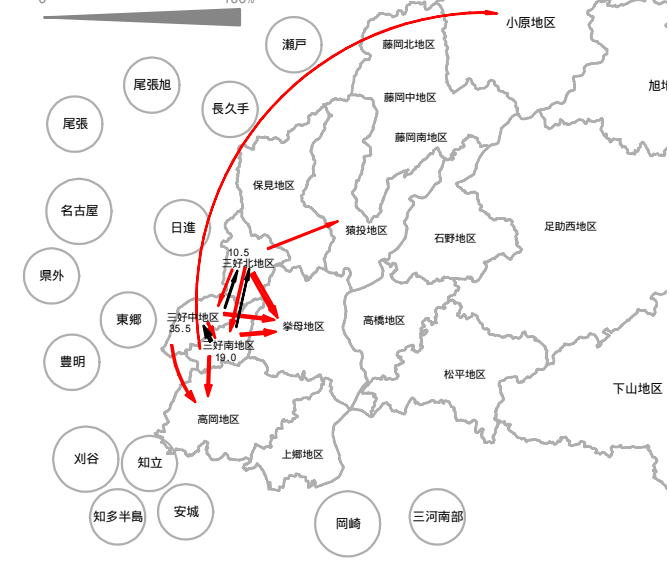 0 100%
小原地区
瀬戸
藤岡北地区
尾張旭
旭地
藤岡中地区
長久手
尾張
藤岡南地区
保見地区
名古屋
日進
猿投地区
石野地区
足助西地区
10.5
三好北地区
県外
東郷
三好中地区
35.5
挙母地区
高橋地区
三好南地区
19.0
豊明
松平地区
下山地区
高岡地区
上郷地区
刈谷
知立
知多半島
安城
岡崎
三河南部